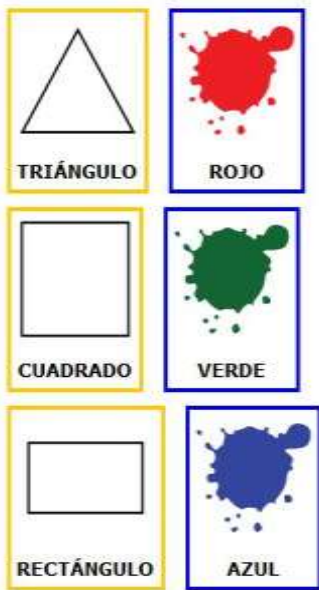 TRIÁNGULO
ROJO
CUADRADO
VERDE
RECTÁNGULO
AZUL